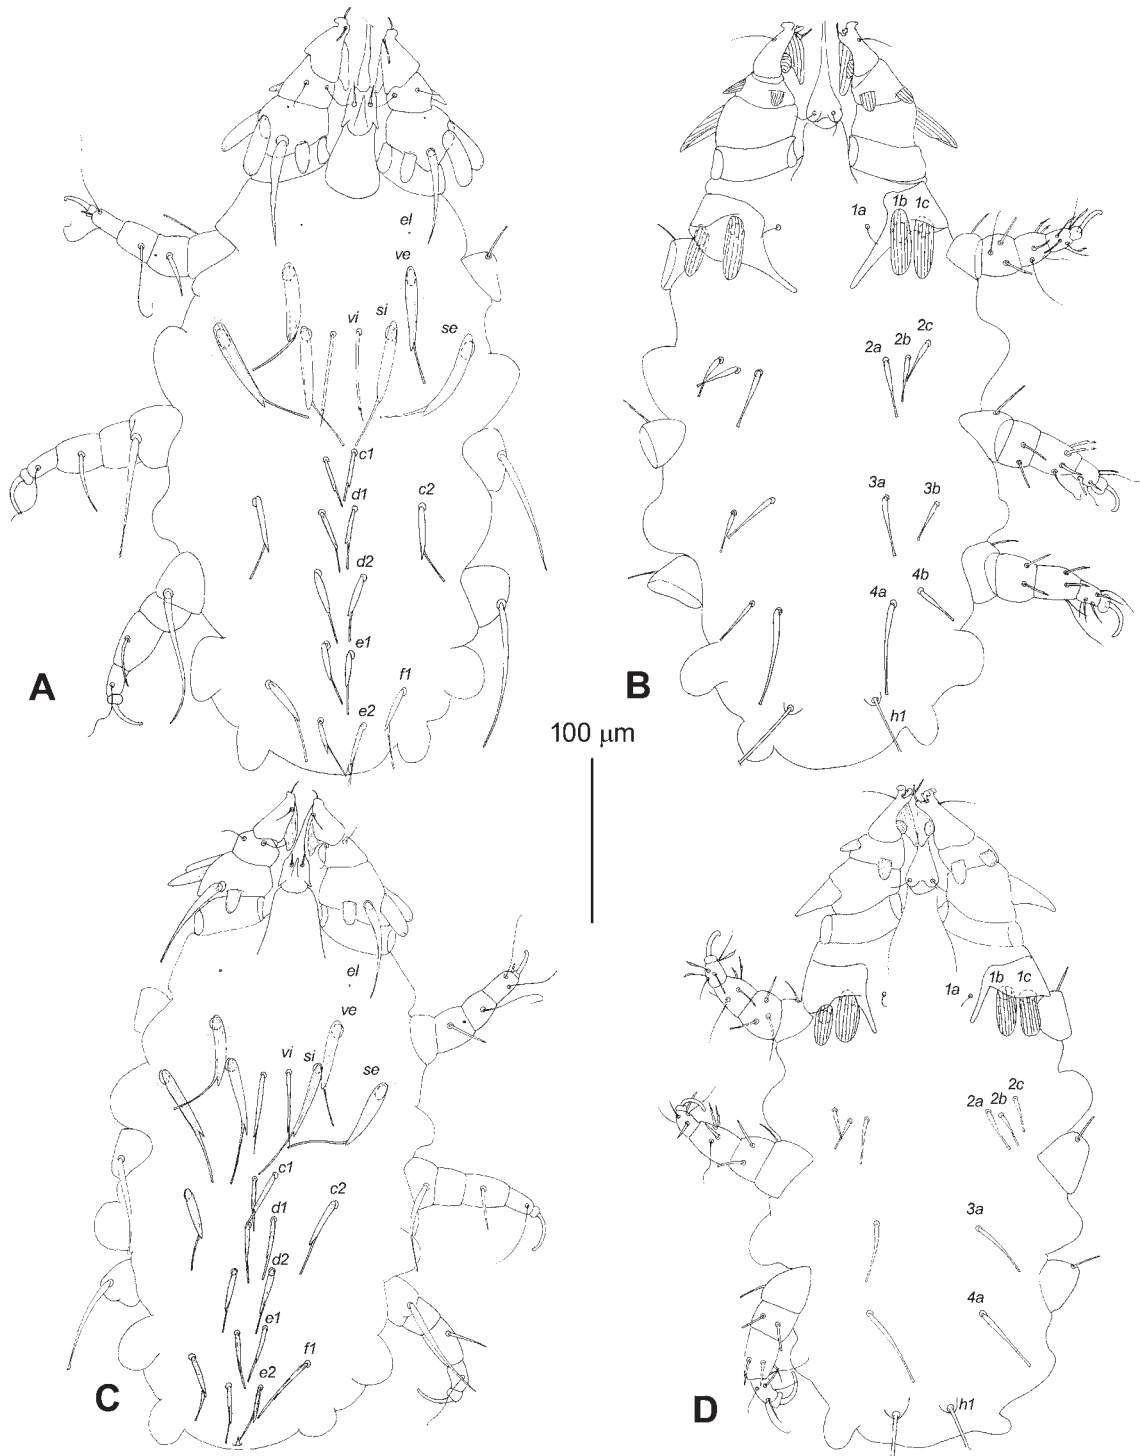 el
ve
vi
si
se
c1
d1
c2
d2
e1
f1
e2
A
1a
1b
1c
2a
2b
2c
3a
3b
4a
4b
h1
B
100 μm
el
ve
vi
si
se
c1
c2
d1
d2
e1
f1
e2
C
1a
1b
1c
2a
2b
2c
3a
4a
h1
D